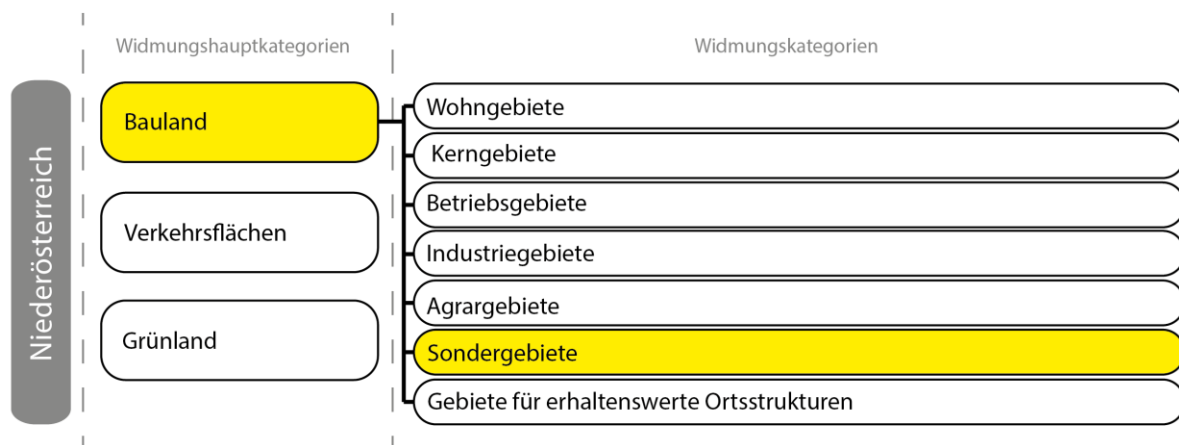 Widmungshauptkategorien
Widmungskategorien
Niederösterreich
Bauland
Verkehrsflächen
Grünland
Wohngebiete
Kerngebiete
Betriebsgebiete
Industriegebiete
Agrargebiete
Sondergebiete
Gebiete für erhaltenswerte Ortsstrukturen